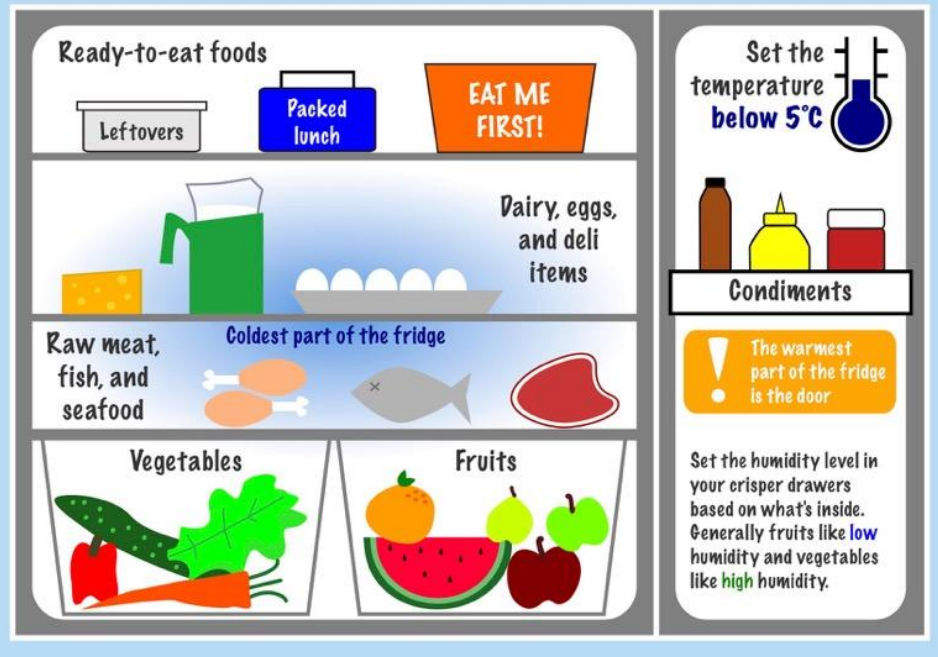 Ready-to-eat foods
Leftovers
Packed
lunch
EAT ME
FIRST!
Dairy, eggs,
and deli
items
Raw meat,
fish, and
seafood
Coldest part of the fridge
Vegetables
Fruits
Set the
temperature
below 5°C
Condiments
!
The warmest
part of the fridge
is the door
Set the humidity level in
your crisper drawers
based on what's inside.
Generally fruits like low
humidity and vegetables
like high humidity.